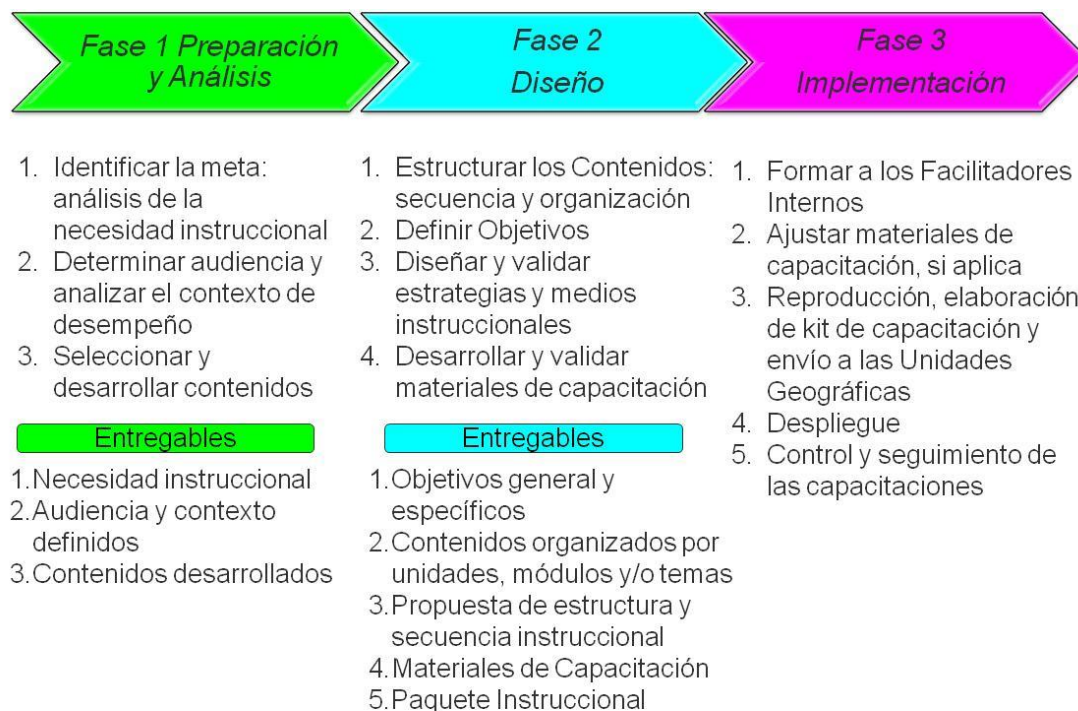 Fase 1 Preparación
y Análisis
Fase 2
Diseño
Fase 3
Implementación
1. Identificar la meta:
análisis de la
necesidad instruccional
2. Determinar audiencia y
analizar el contexto de
desempeño
3. Seleccionar y
desarrollar contenidos
Entregables
1.Necesidad instruccional
2.Audiencia y contexto
definidos
3.Contenidos desarrollados
1. Estructurar los Contenidos:
secuencia y organización
2. Definir Objetivos
3. Diseñar y validar
estrategias y medios
instruccionales
4. Desarrollar y validar
materiales de capacitación
Entregables
1.Objetivos general y
específicos
2.Contenidos organizados por
unidades, módulos y/o temas
3.Propuesta de estructura y
secuencia instruccional
4.Materiales de Capacitación
5.Paquete Instruccional
1. Formar a los Facilitadores
Internos
2. Ajustar materiales de
capacitación, si aplica
3. Reproducción, elaboración
de kit de capacitación y
envío a las Unidades
Geográficas
4. Despliegue
5. Control y seguimiento de
las capacitaciones